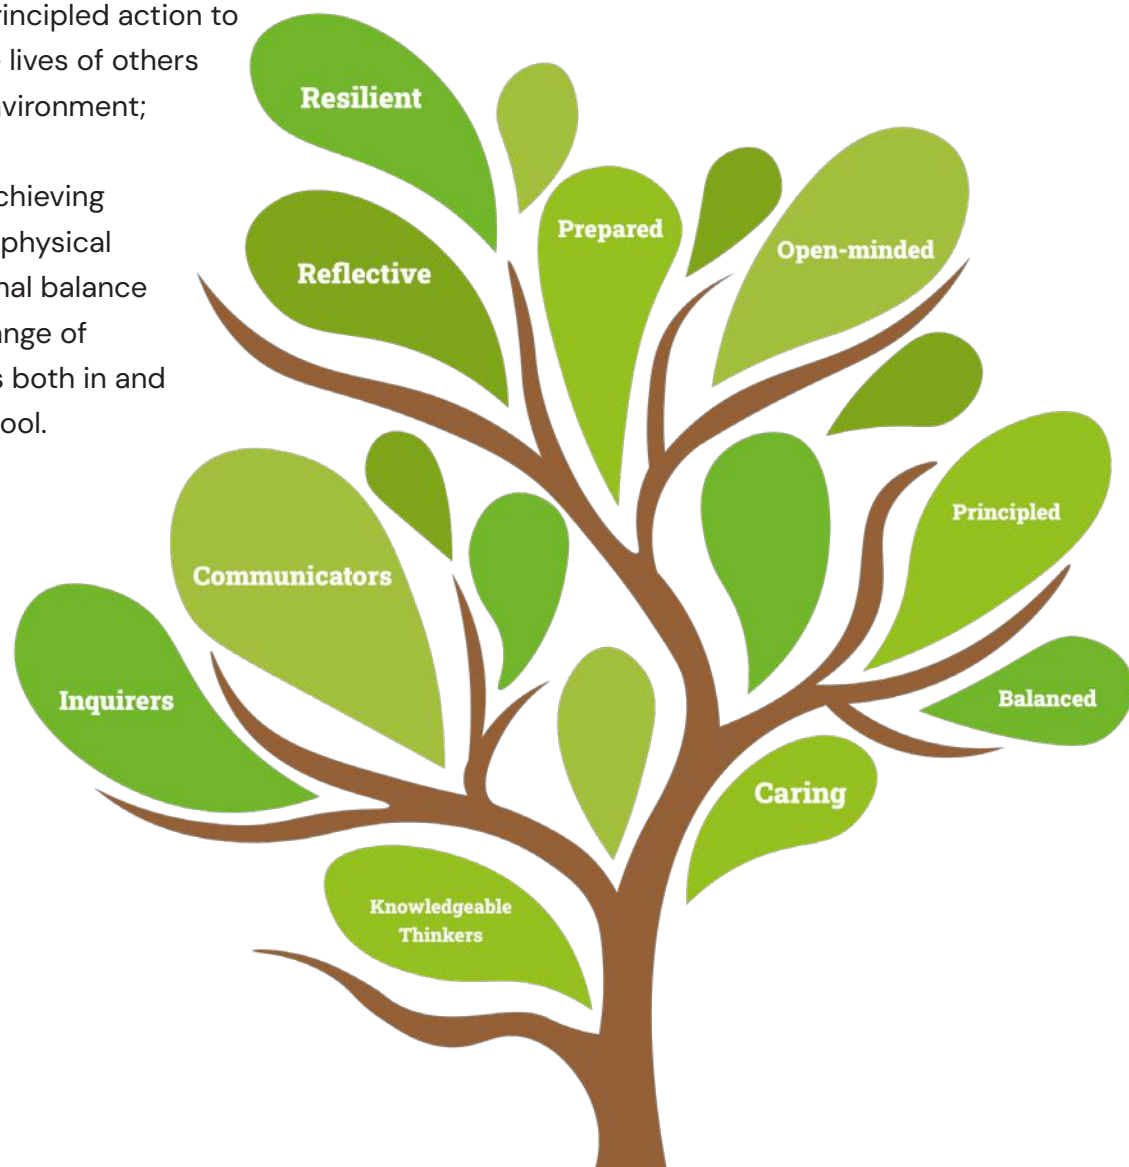 rincipled action to
lives of others
vironment;
chieving
physical
nal balance
ange of
s both in and
ool.
Resilient
Prepared
Open-minded
Reflective
Principled
Communicators
Inquirers
Balanced
Caring
Knowledgeable
Thinkers